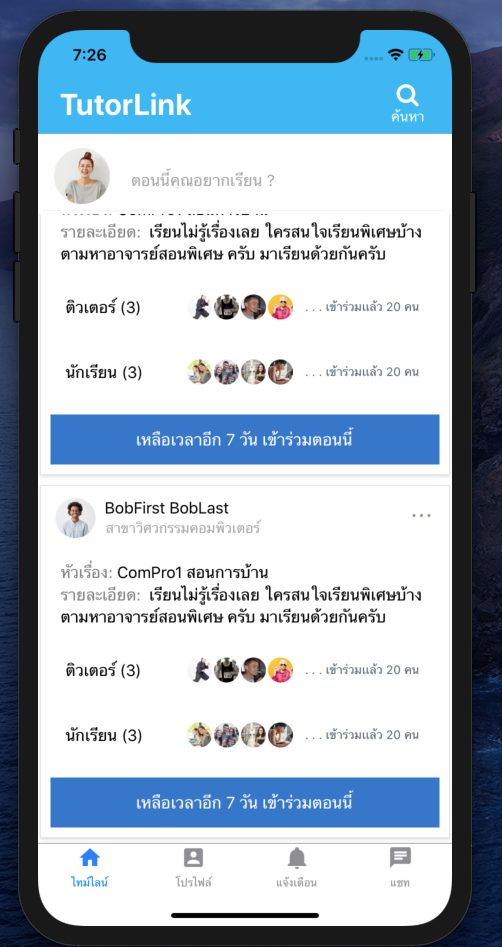 7:26
TutorLink
ค้นหา
ตอนนี้คุณอยากเรียน ?
รายละเอียด: เรียนไม่รู้เรื่องเลย ใครสนใจเรียนพิเศษบ้าง
ตามหาอาจารย์สอนพิเศษ ครับ มาเรียนด้วยกันครับ
ติวเตอร์ (3)
. . . เข้าร่วมแล้ว 20 คน
นักเรียน (3)
. . . เข้าร่วมแล้ว 20 คน
เหลือเวลาอีก 7 วัน เข้าร่วมตอนนี้
BobFirst BobLast
สาขาวิศวกรรมคอมพิวเตอร์
หัวเรื่อง: ComPro1 สอนการบ้าน
รายละเอียด: เรียนไม่รู้เรื่องเลย ใครสนใจเรียนพิเศษบ้าง
ตามหาอาจารย์สอนพิเศษ ครับ มาเรียนด้วยกันครับ
ติวเตอร์ (3)
. . . เข้าร่วมแล้ว 20 คน
นักเรียน (3)
. . . เข้าร่วมแล้ว 20 คน
เหลือเวลาอีก 7 วัน เข้าร่วมตอนนี้
ไทม์ไลน์
โปรไฟล์
แจ้งเตือน
แชท